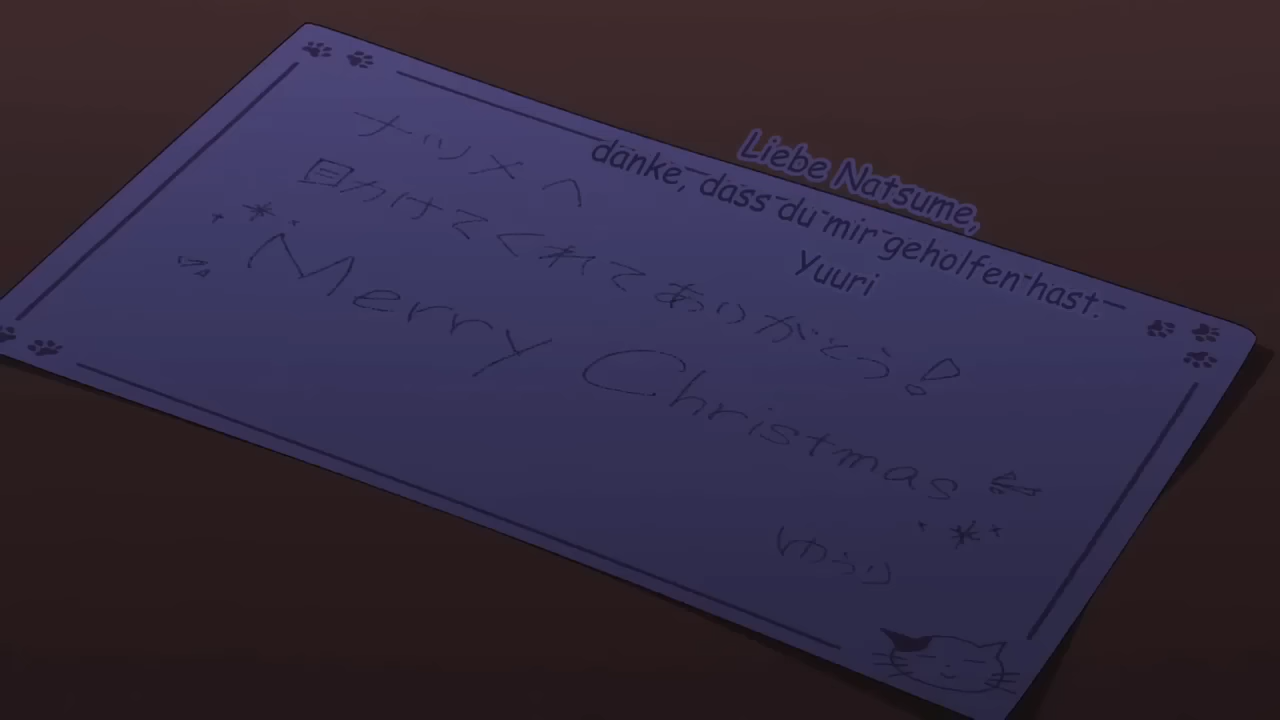 Liebe Natsume,
danke, dass du mir geholfen hast.
Yuuri
ナツメへ
助けてくれてありがとう!
Merry Christmas
ゆうり